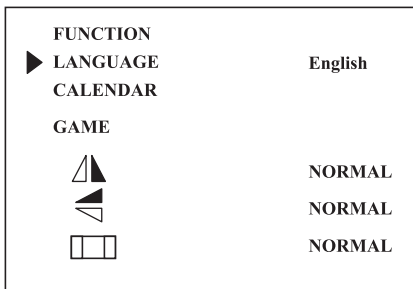 FUNCTION
LANGUAGE English
CALENDAR
GAME
NORMAL
NORMAL
NORMAL